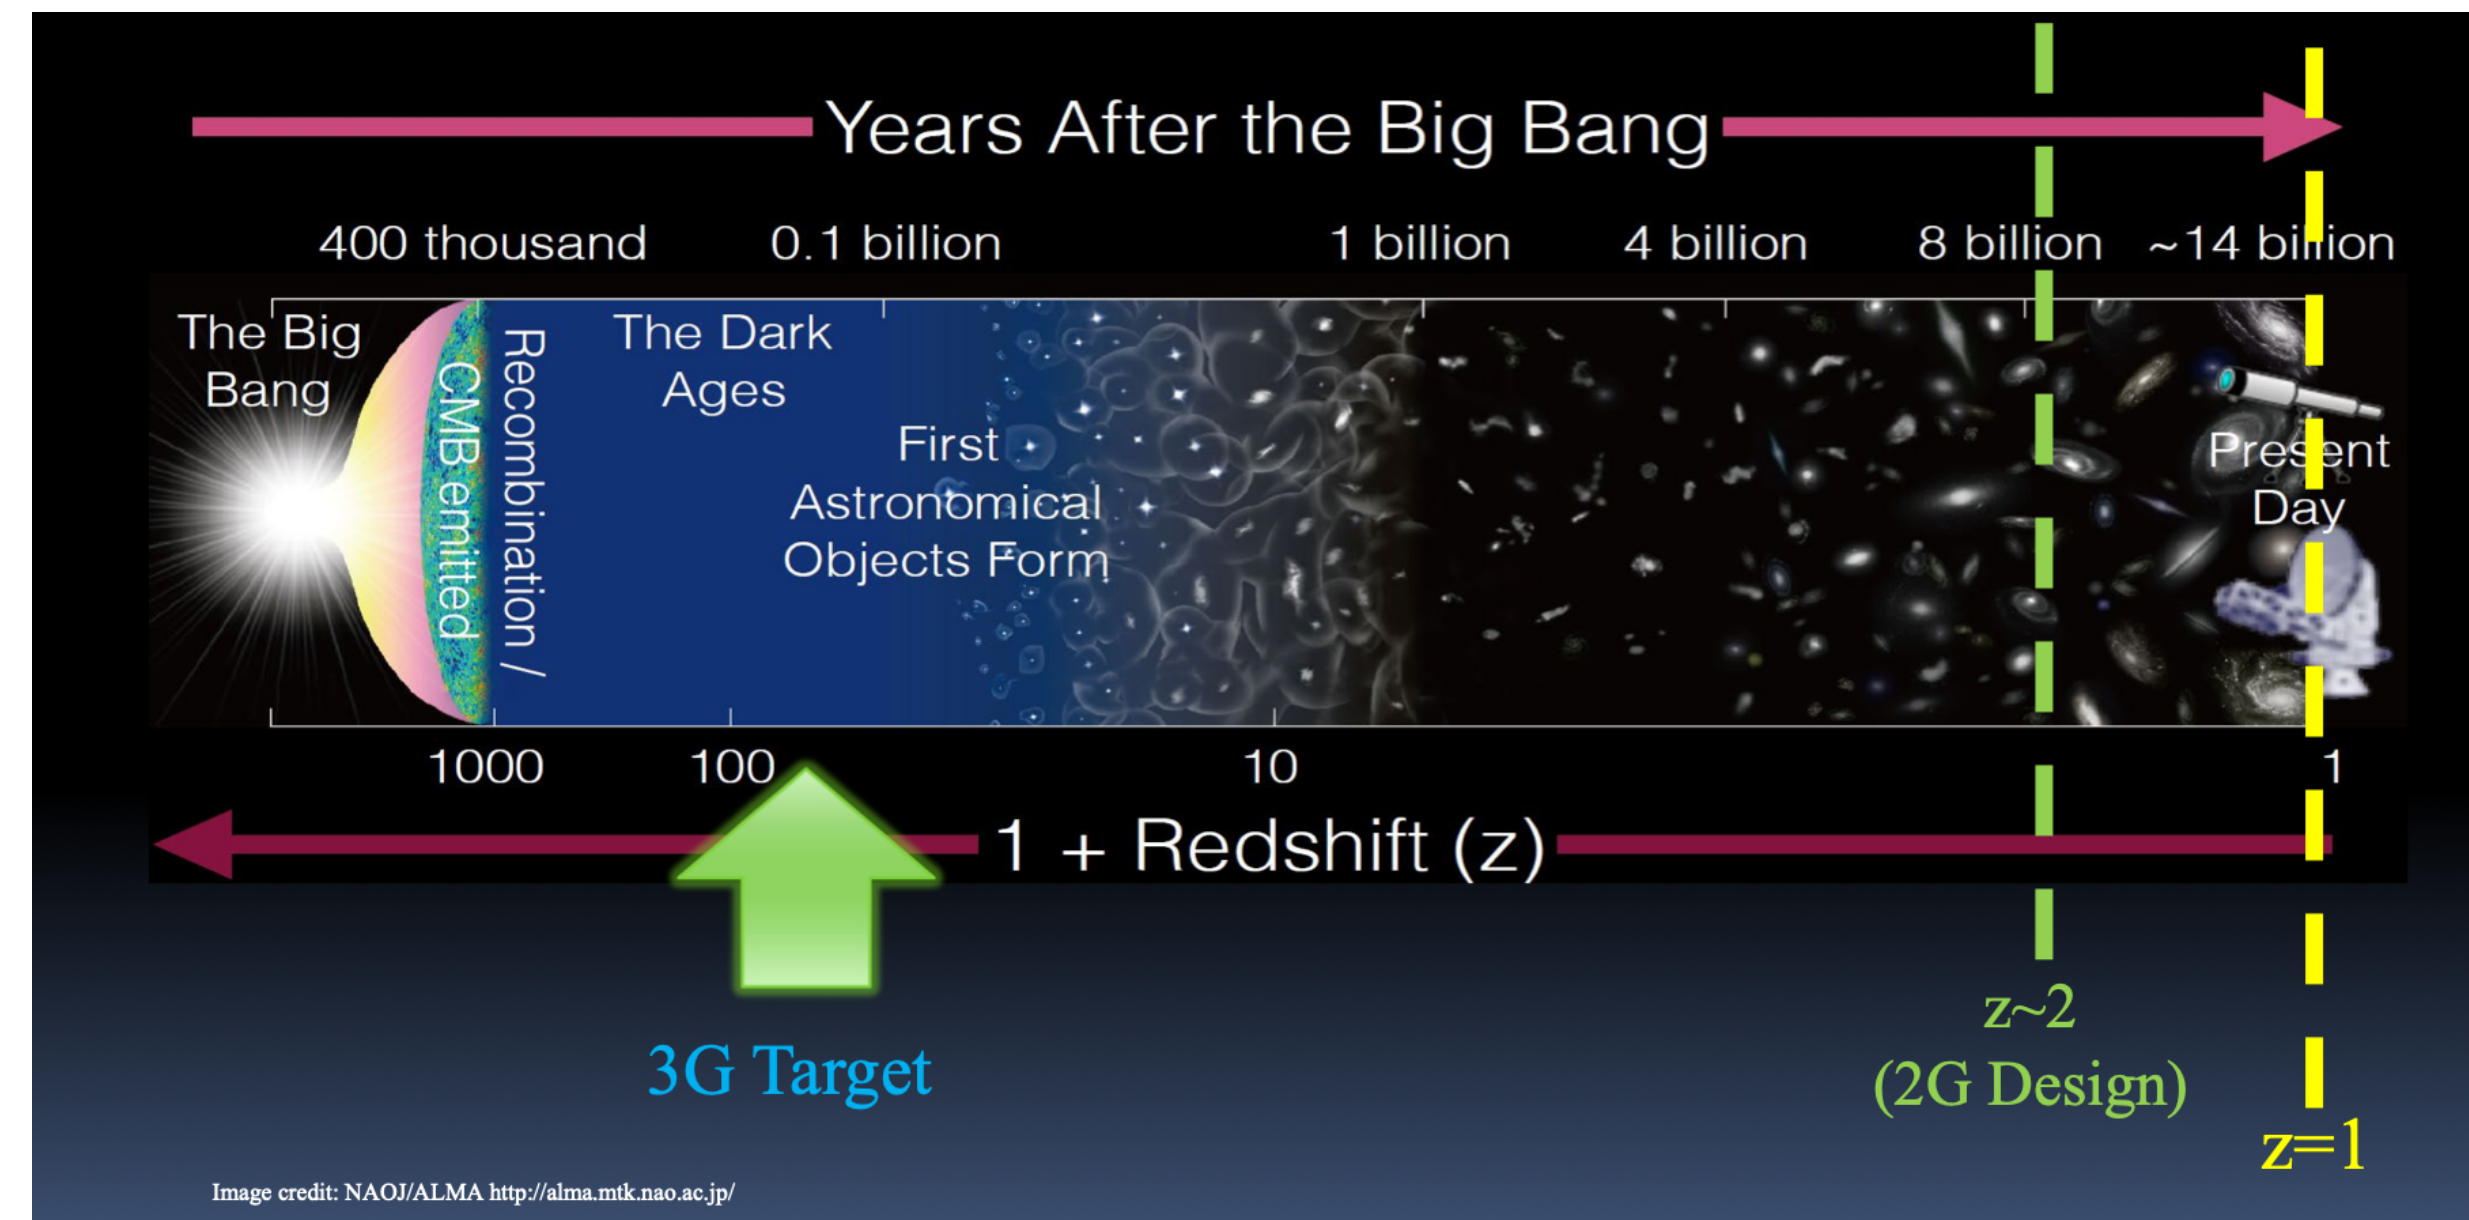 Years After the Big Bang
400 thousand 0.1 billion 1 billion 4 billion 8 billion ~14 billion
The Big
Bang
CMB emitted
Recombination /
The Dark
Ages
First
Astronomical
Objects Form
Present
Day
1000 100 10 1
1 + Redshift (z)
3G Target
z~2
(2G Design)
z=1
Image credit: NAOJ/ALMA http://alma.mtk.nao.ac.jp/